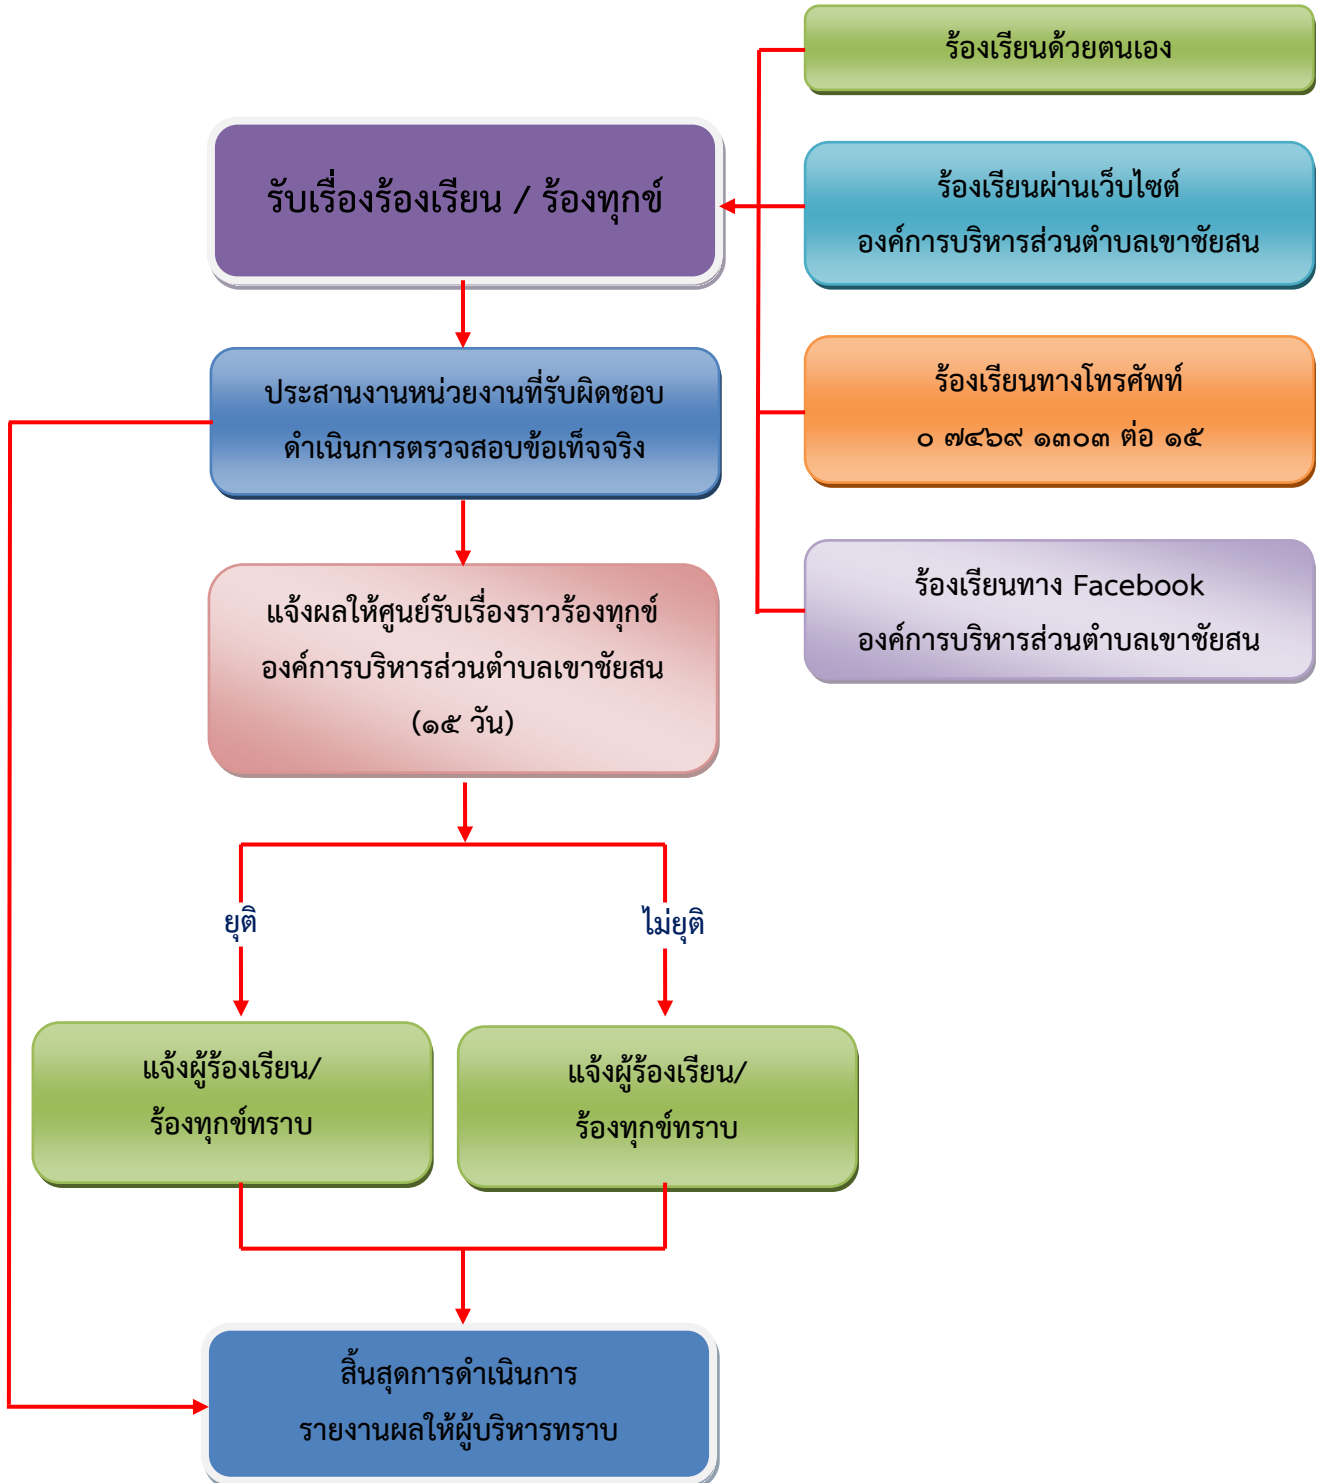 ร้องเรียนด้วยตนเอง
รับเรื่องร้องเรียน / ร้องทุกข์
ร้องเรียนผ่านเว็บไซต์
องค์การบริหารส่วนตำบลเขาชัยสน
ประสานงานหน่วยงานที่รับผิดชอบ
ดำเนินการตรวจสอบข้อเท็จจริง
ร้องเรียนทางโทรศัพท์
๐ ๗๔๖๙ ๑๓๐๓ ต่อ ๑๕
แจ้งผลให้ศูนย์รับเรื่องราวร้องทุกข์
องค์การบริหารส่วนตำบลเขาชัยสน
(๑๕ วัน)
ร้องเรียนทาง Facebook
องค์การบริหารส่วนตำบลเขาชัยสน
ยุติ
ไม่ยุติ
แจ้งผู้ร้องเรียน/
ร้องทุกข์ทราบ
แจ้งผู้ร้องเรียน/
ร้องทุกข์ทราบ
สิ้นสุดการดำเนินการ
รายงานผลให้ผู้บริหารทราบ